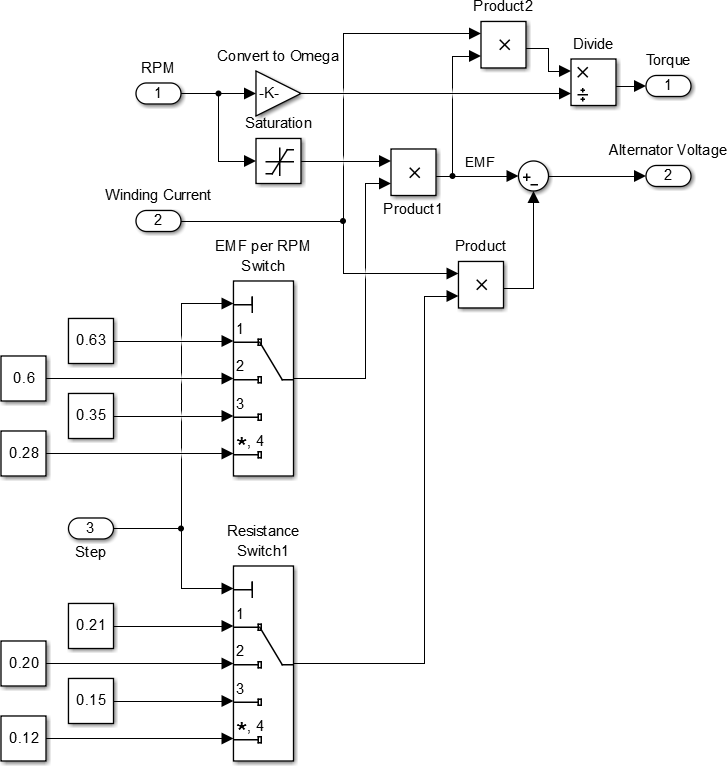 Product2
×
Divide
×
÷
Torque
1
Convert to Omega
-K-
RPM
1
Saturation
×
Product1
EMF
+
−
Alternator Voltage
2
Winding Current
2
Product
×
EMF per RPM
Switch
0.63
1
0.6
2
0.35
3
0.28
*, 4
3
Step
Resistance
Switch1
0.21
1
0.20
2
0.15
3
0.12
*, 4